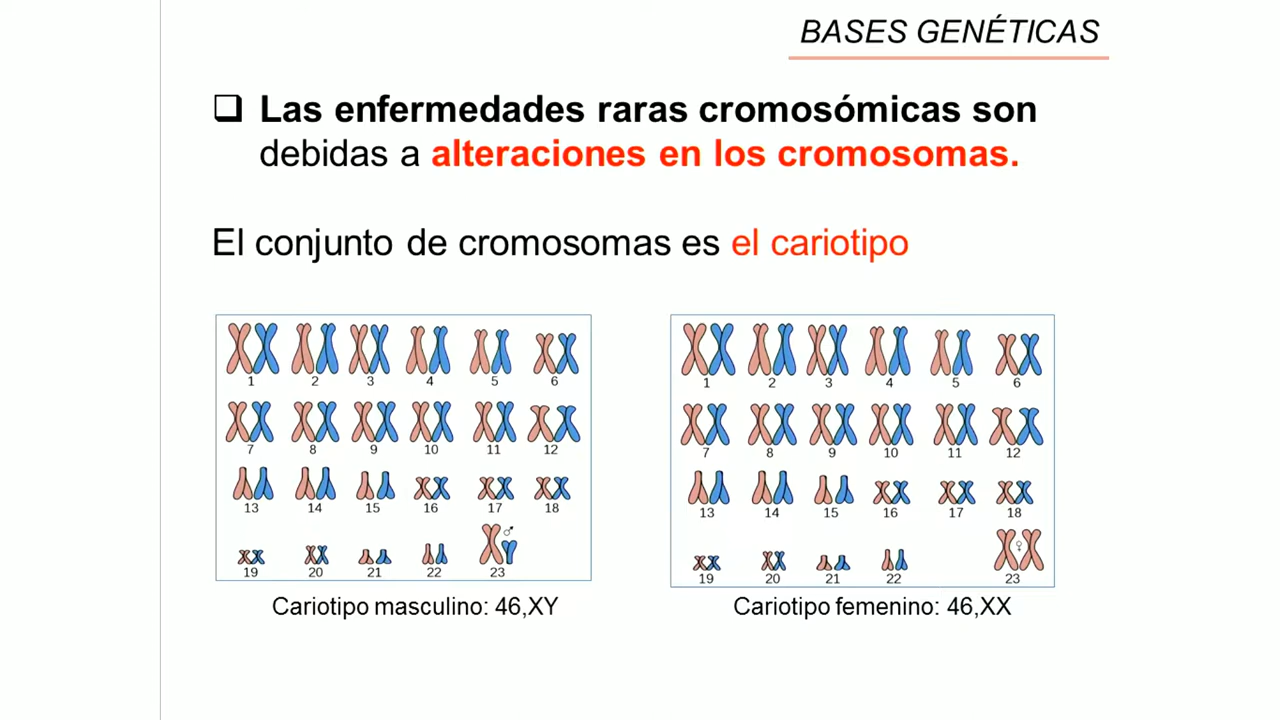 BASES GENÉTICAS
Las enfermedades raras cromosómicas son
debidas a alteraciones en los cromosomas.
El conjunto de cromosomas es el cariotipo
1 2 3 4 5 6
7 8 9 10 11 12
13 14 15 16 17 18
19 20 21 22 23
♂
Cariotipo masculino: 46,XY
1 2 3 4 5 6
7 8 9 10 11 12
13 14 15 16 17 18
19 20 21 22 23
♀
Cariotipo femenino: 46,XX